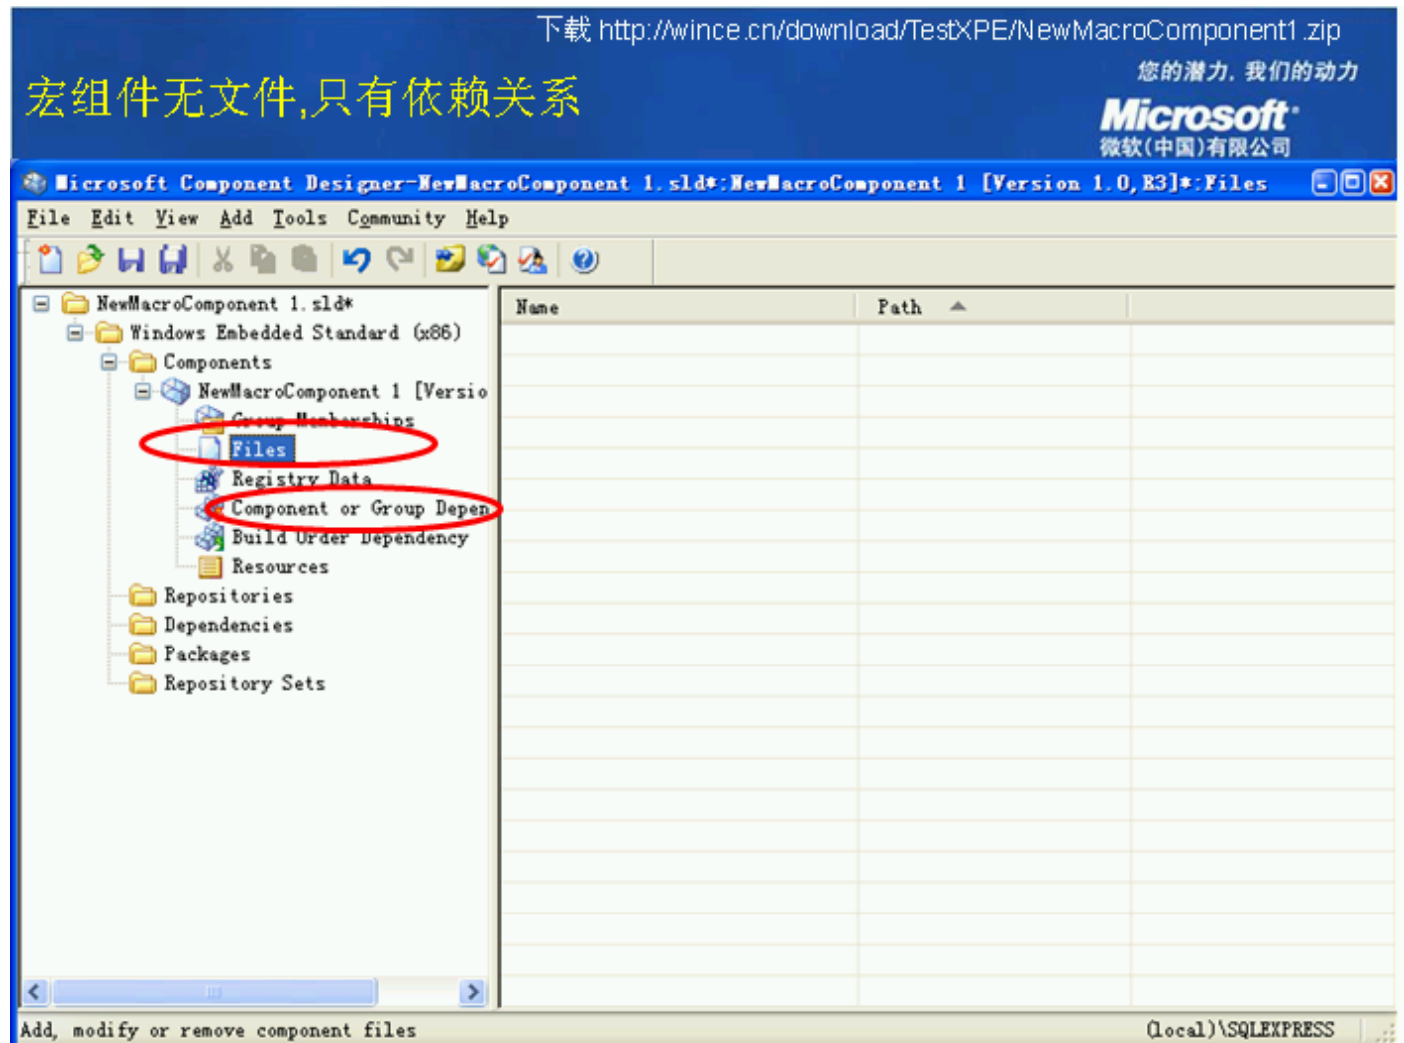 下载 http://wince.cn/download/TestXPE/NewMacroComponent1.zip
您的潜力, 我们的动力
宏组件无文件,只有依赖关系
Microsoft
微软(中国)有限公司
Microsoft Component Designer-NewMacroComponent 1.sld*:NewMacroComponent 1 [Version 1.0,R3]*:Files
File Edit View Add Tools Community Help
NewMacroComponent 1.sld*
Name Path
Windows Embedded Standard (x86)
Components
NewMacroComponent 1 [Versio
Group Memberships
Files
Registry Data
Component or Group Depen
Build Order Dependency
Resources
Repositories
Dependencies
Packages
Repository Sets
Add, modify or remove component files
(local)\SQLEXPRESS